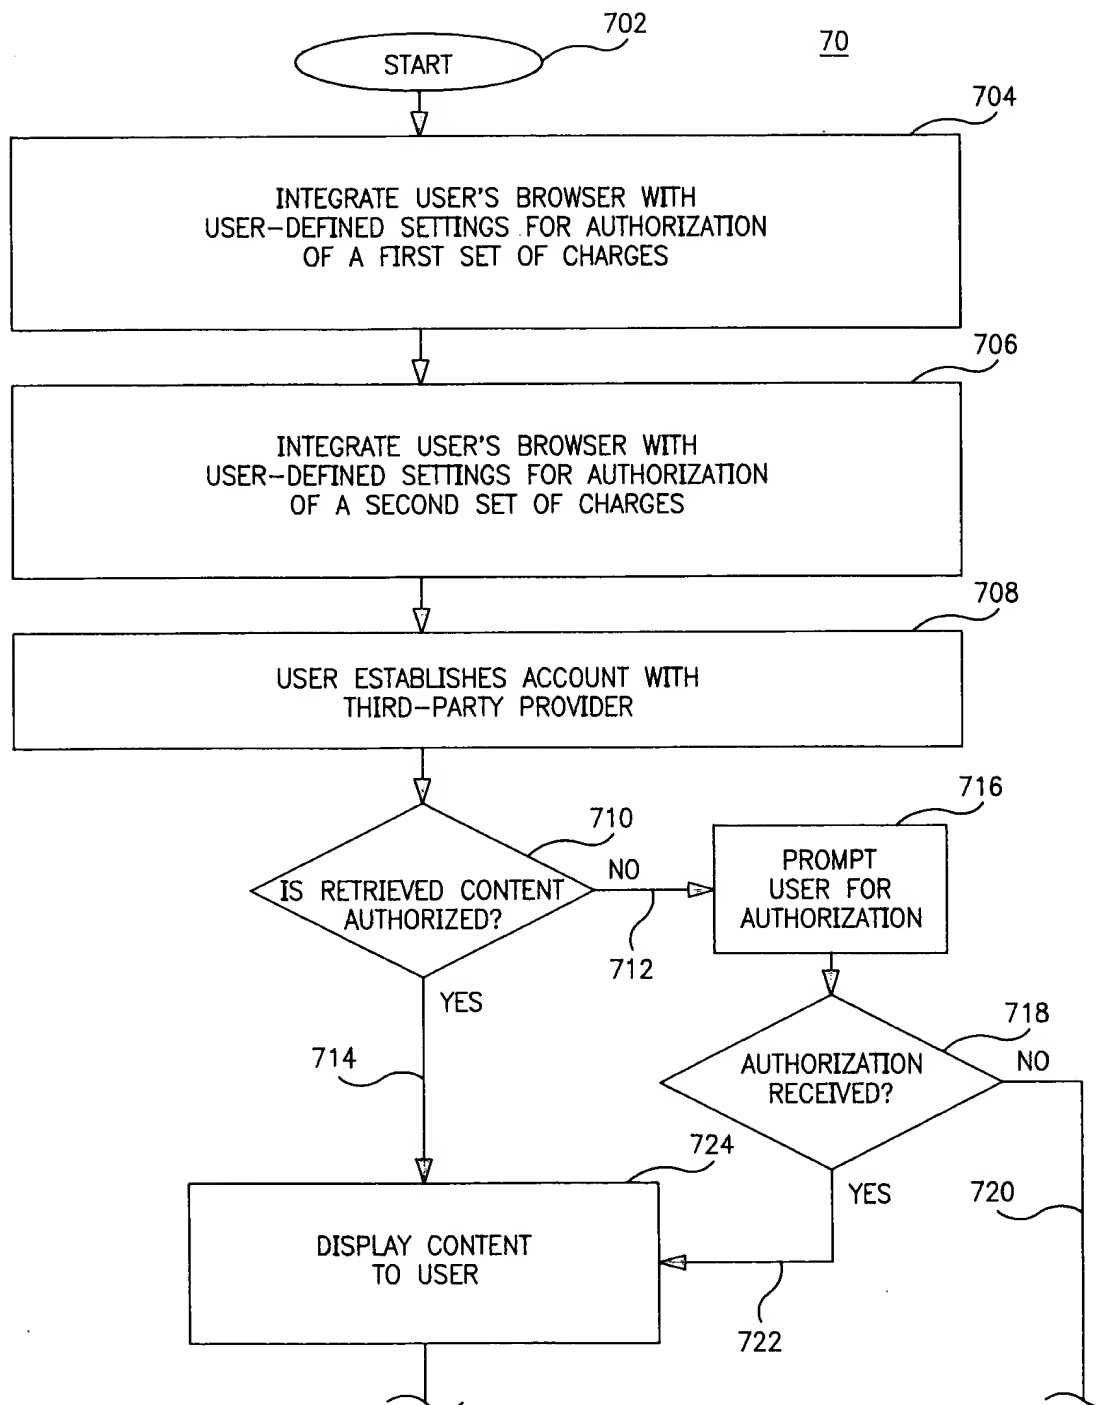 702
70
START
704
INTEGRATE USER'S BROWSER WITH
USER-DEFINED SETTINGS FOR AUTHORIZATION
OF A FIRST SET OF CHARGES
706
INTEGRATE USER'S BROWSER WITH
USER-DEFINED SETTINGS FOR AUTHORIZATION
OF A SECOND SET OF CHARGES
708
USER ESTABLISHES ACCOUNT WITH
THIRD-PARTY PROVIDER
716
710
PROMPT
USER FOR
AUTHORIZATION
NO
IS RETRIEVED CONTENT
AUTHORIZED?
712
YES
718
714
AUTHORIZATION
RECEIVED?
NO
724
YES
720
DISPLAY CONTENT
TO USER
722